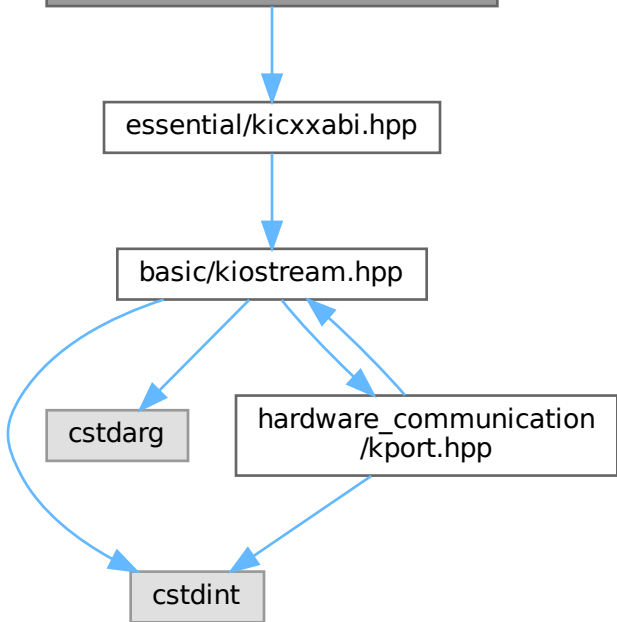 essential/kicxxabi.hpp
basic/kiostream.hpp
cstdarg
hardware_communication
/kport.hpp
cstdint